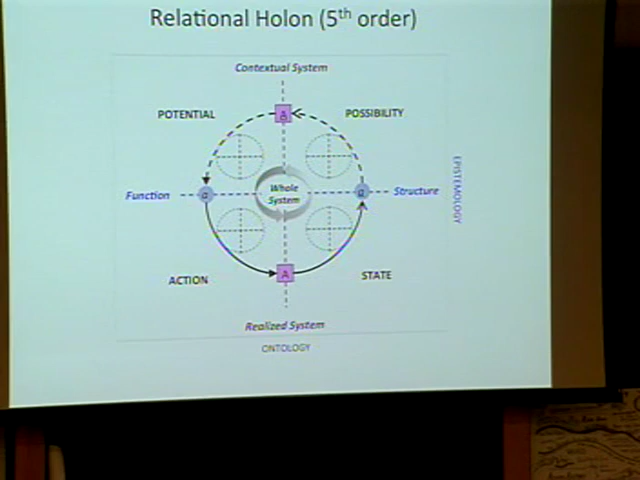 Relational Holon (5th order)
Contextual System
POTENTIAL
POSSIBILITY
A
Function
a
Whole
System
a
Structure
EPISTEMOLOGY
ACTION
A
STATE
Realized System
ONTOLOGY